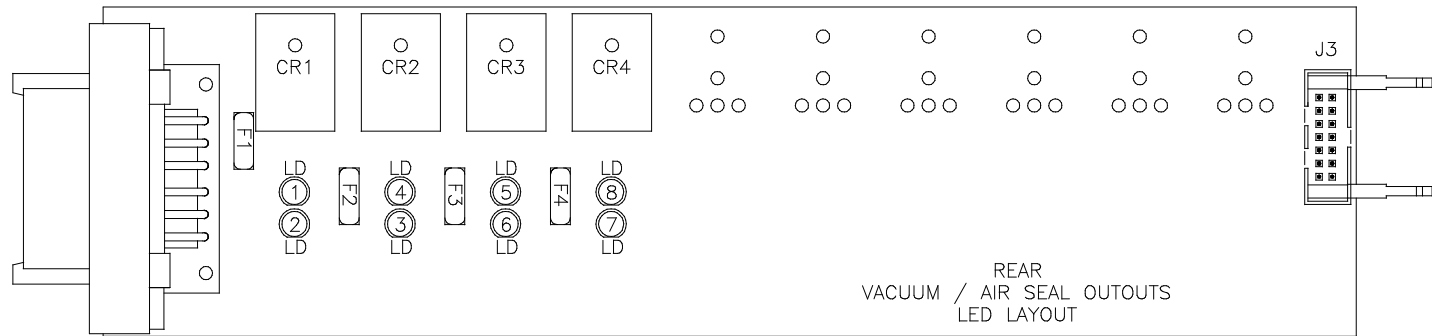 J3
CR1 CR2 CR3 CR4
F1
LD LD LD LD
1 4 5 8
F2 F3 F4
2 3 6 7
LD LD LD LD
REAR
VACUUM / AIR SEAL OUTOUTS
LED LAYOUT